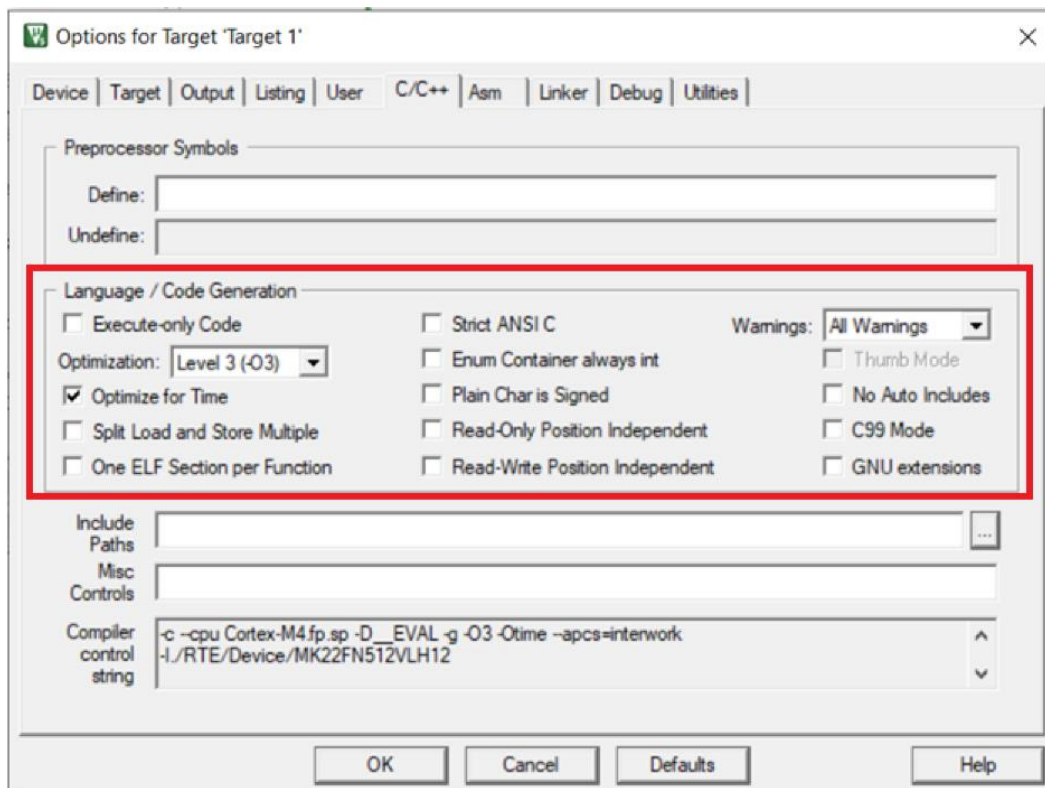 Options for Target 'Target 1'
Device Target Output Listing User C/C++ Asm Linker Debug Utilities
Preprocessor Symbols
Define:
Undefine:
Language / Code Generation
Execute-only Code Strict ANSI C Warnings: All Warnings
Optimization: Level 3 (-O3) Enum Container always int Thumb Mode
Optimize for Time Plain Char is Signed No Auto Includes
Split Load and Store Multiple Read-Only Position Independent C99 Mode
One ELF Section per Function Read-Write Position Independent GNU extensions
Include
Paths
...
Misc
Controls
Compiler
control
string
-c --cpu Cortex-M4.fp.sp -D__EVAL -g -O3 -Otime --apcs=interwork
-I./RTE/Device/MK22FN512VLH12
OK Cancel Defaults Help